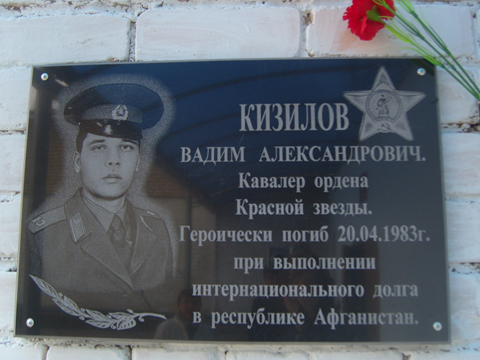 КИЗИЛОВ
ВАДИМ АЛЕКСАНДРОВИЧ.
Кавалер ордена
Красной звезды.
Героически погиб 20.04.1983г.
при выполнении
интернационального долга
в республике Афганистан.